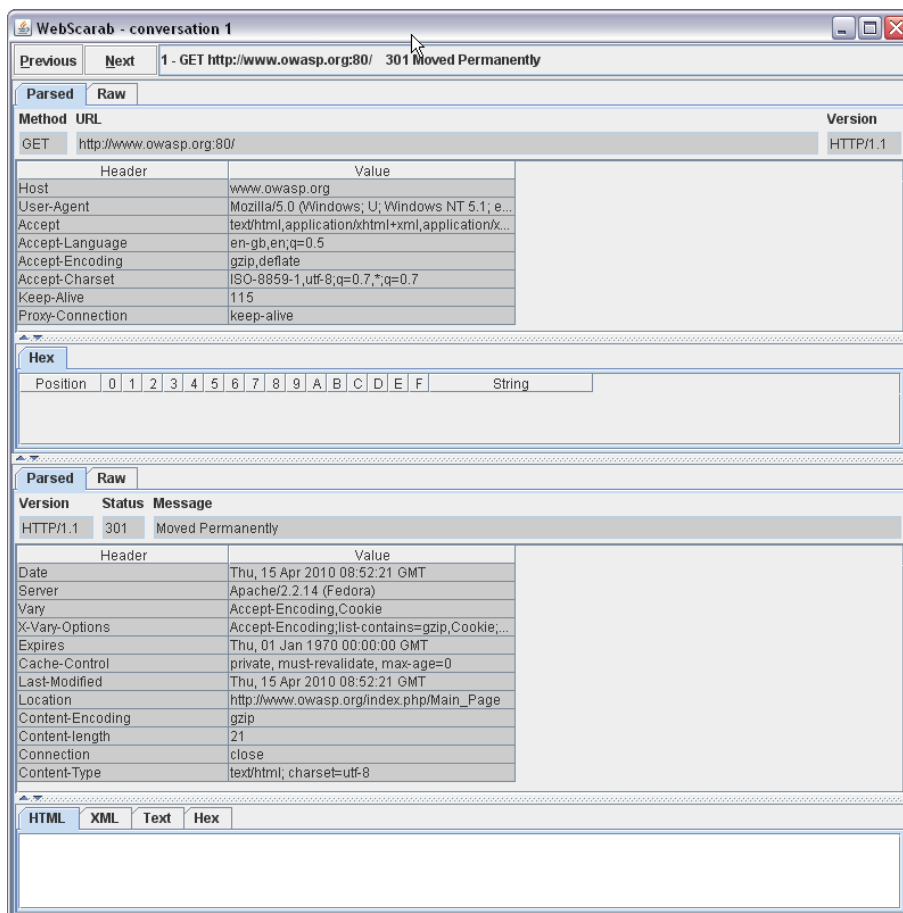 WebScarab - conversation 1
Previous Next 1 - GET http://www.owasp.org:80/ 301 Moved Permanently
Parsed Raw
Method URL Version
GET http://www.owasp.org:80/ HTTP/1.1
Header Value
Host www.owasp.org
User-Agent Mozilla/5.0 (Windows; U; Windows NT 5.1; e...
Accept text/html,application/xhtml+xml,application/x...
Accept-Language en-gb,en;q=0.5
Accept-Encoding gzip,deflate
Accept-Charset ISO-8859-1,utf-8;q=0.7,*;q=0.7
Keep-Alive 115
Proxy-Connection keep-alive
Hex
Position 0 1 2 3 4 5 6 7 8 9 A B C D E F String
Parsed Raw
Version Status Message
HTTP/1.1 301 Moved Permanently
Header Value
Date Thu, 15 Apr 2010 08:52:21 GMT
Server Apache/2.2.14 (Fedora)
Vary Accept-Encoding,Cookie
X-Vary-Options Accept-Encoding;list-contains=gzip,Cookie;...
Expires Thu, 01 Jan 1970 00:00:00 GMT
Cache-Control private, must-revalidate, max-age=0
Last-Modified Thu, 15 Apr 2010 08:52:21 GMT
Location http://www.owasp.org/index.php/Main_Page
Content-Encoding gzip
Content-length 21
Connection close
Content-Type text/html; charset=utf-8
HTML XML Text Hex